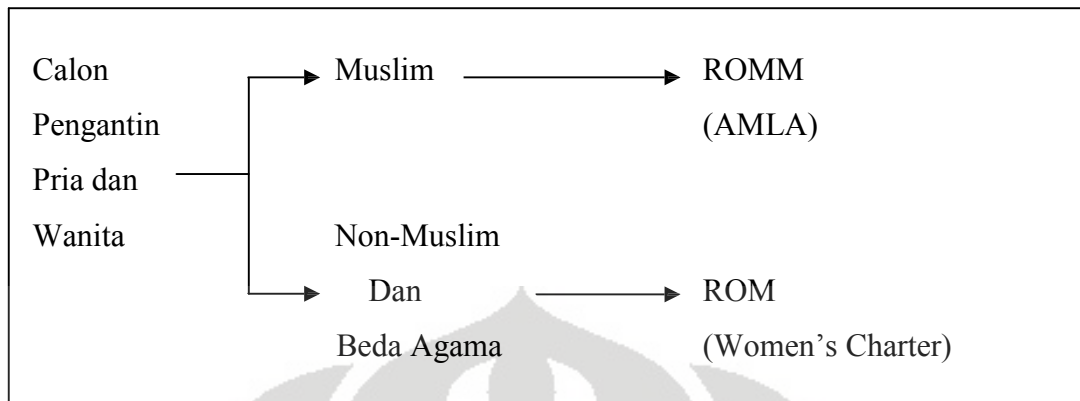 Calon
Pengantin
Pria dan
Wanita
Muslim
ROMM
(AMLA)
Non-Muslim
Dan
Beda Agama
ROM
(Women’s Charter)